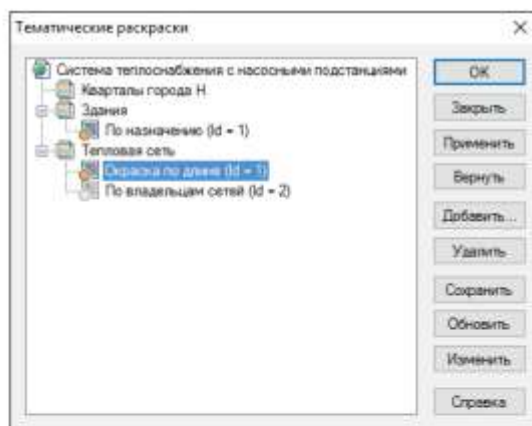 Тематические раскраски
Система теплоснабжения с насосными подстанциями
Кварталы города Н
Здания
По назначению (Id = 1)
Тепловая сеть
Окраска по длине (Id = 1)
По владельцам сетей (Id = 2)
ОК
Закрыть
Применить
Вернуть
Добавить...
Удалить
Сохранить
Обновить
Изменить
Справка